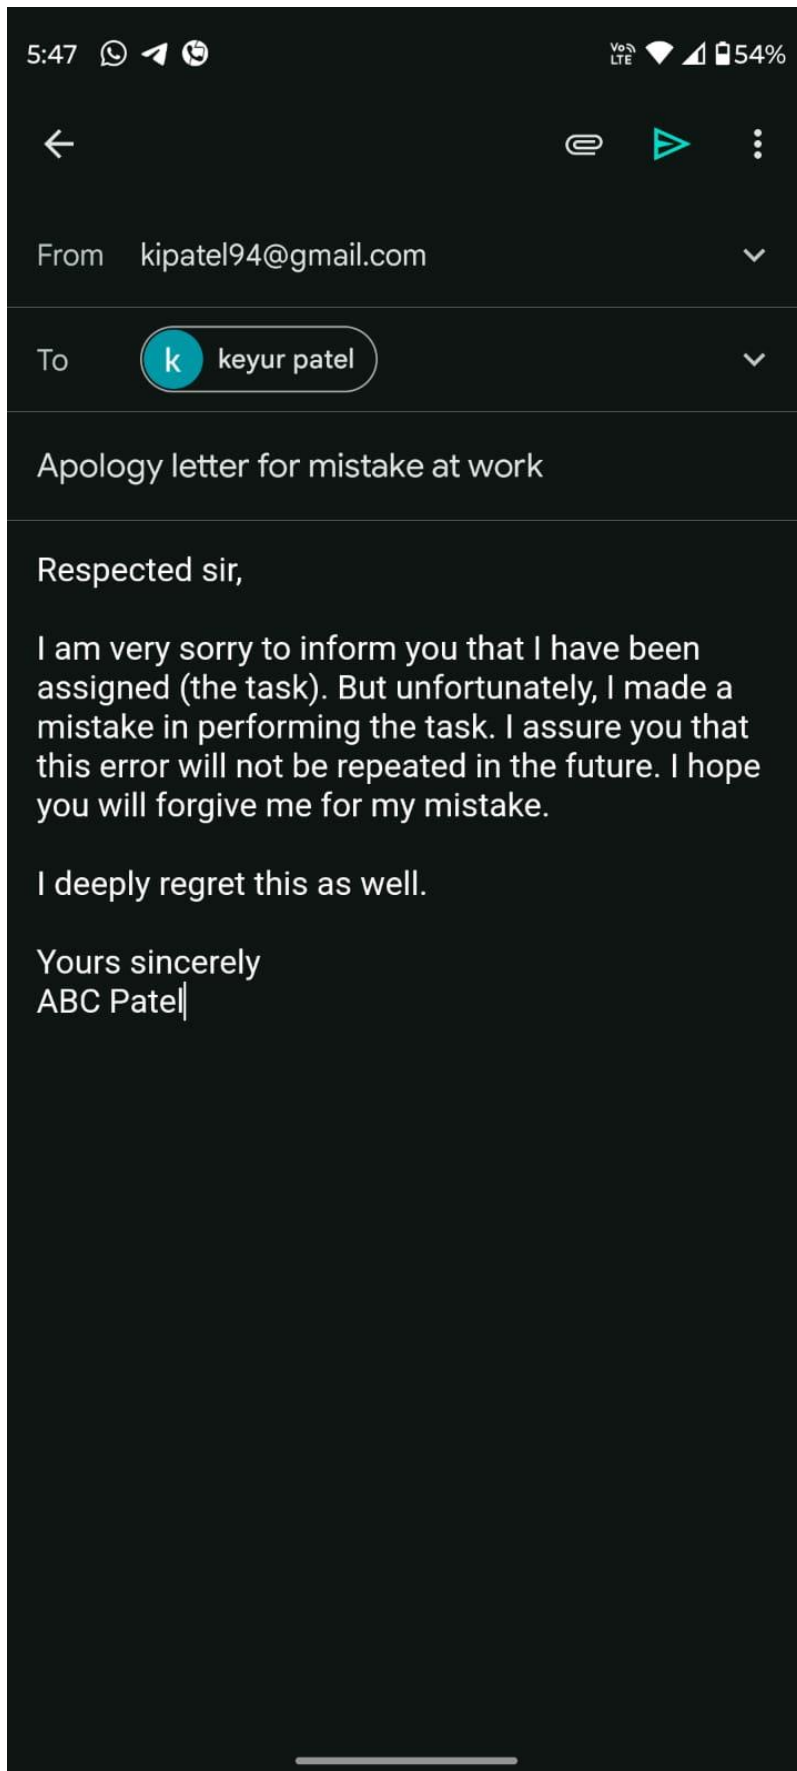 5:47 Vo LTE 54%
From kipatel94@gmail.com
To k keyur patel
Apology letter for mistake at work
Respected sir,
I am very sorry to inform you that I have been
assigned (the task). But unfortunately, I made a
mistake in performing the task. I assure you that
this error will not be repeated in the future. I hope
you will forgive me for my mistake.
I deeply regret this as well.
Yours sincerely
ABC Patel